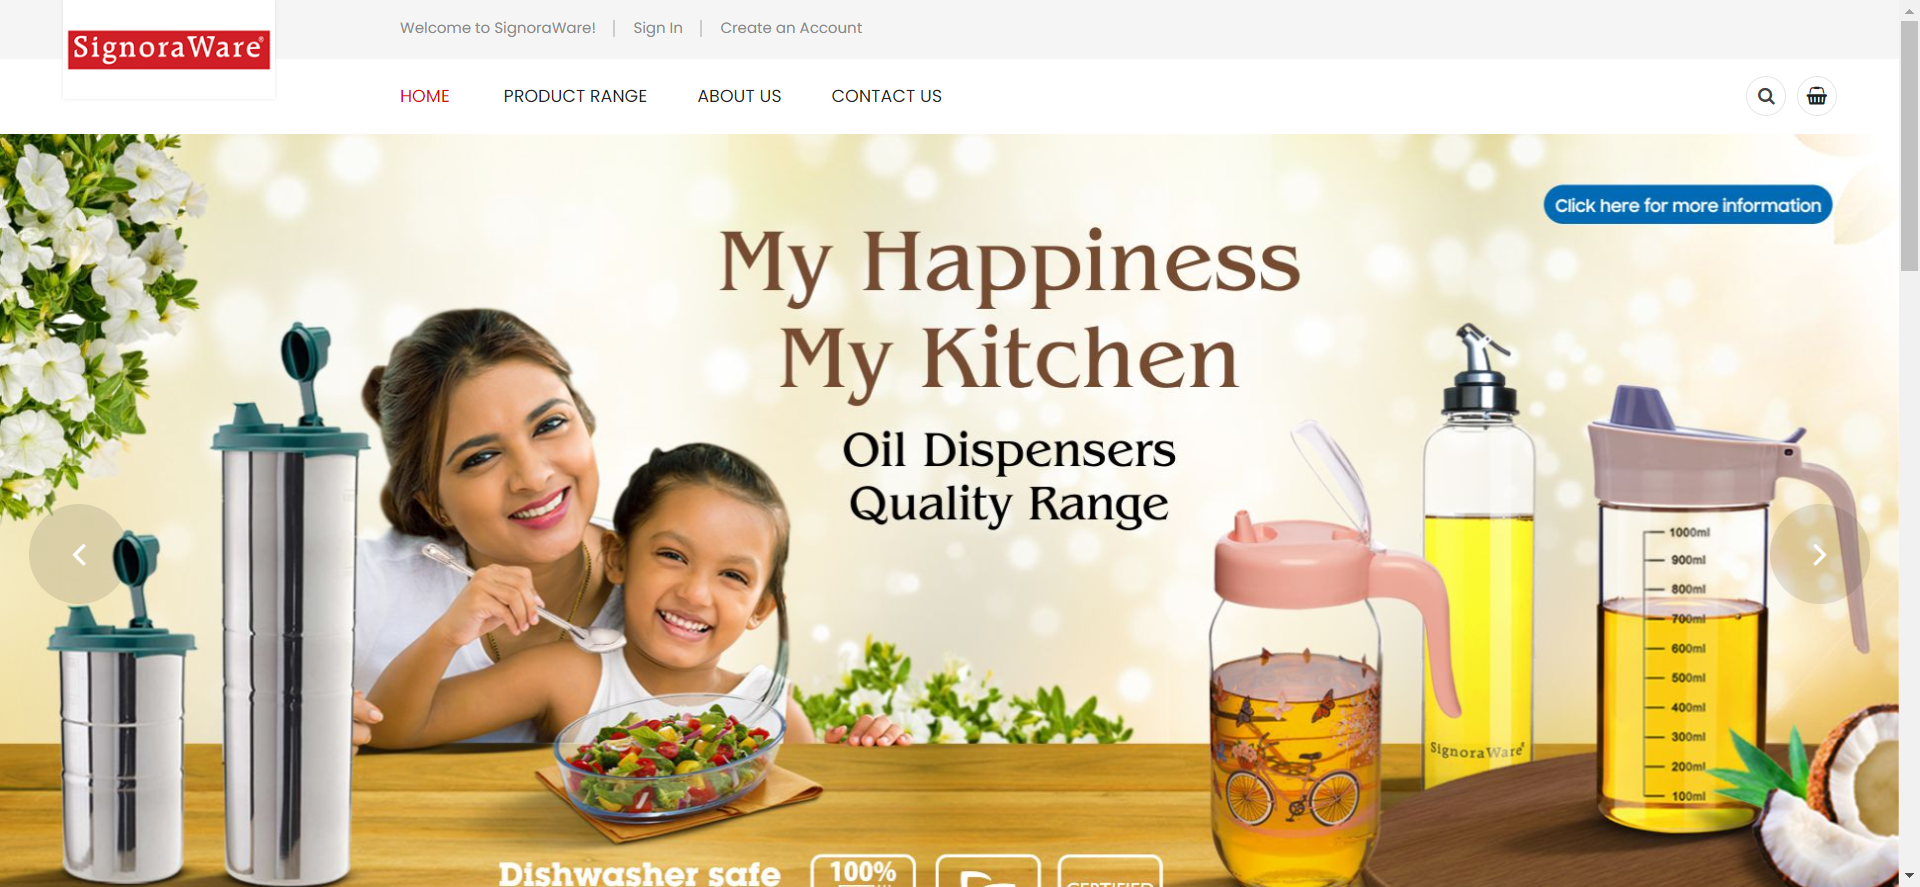 SignoraWare®
Welcome to SignoraWare! | Sign In | Create an Account
HOME PRODUCT RANGE ABOUT US CONTACT US
Click here for more information
My Happiness
My Kitchen
Oil Dispensers
Quality Range
1000ml
900ml
800ml
700ml
600ml
500ml
400ml
300ml
200ml
100ml
SignoraWare®
Dishwasher safe
100%
CERTIFIED